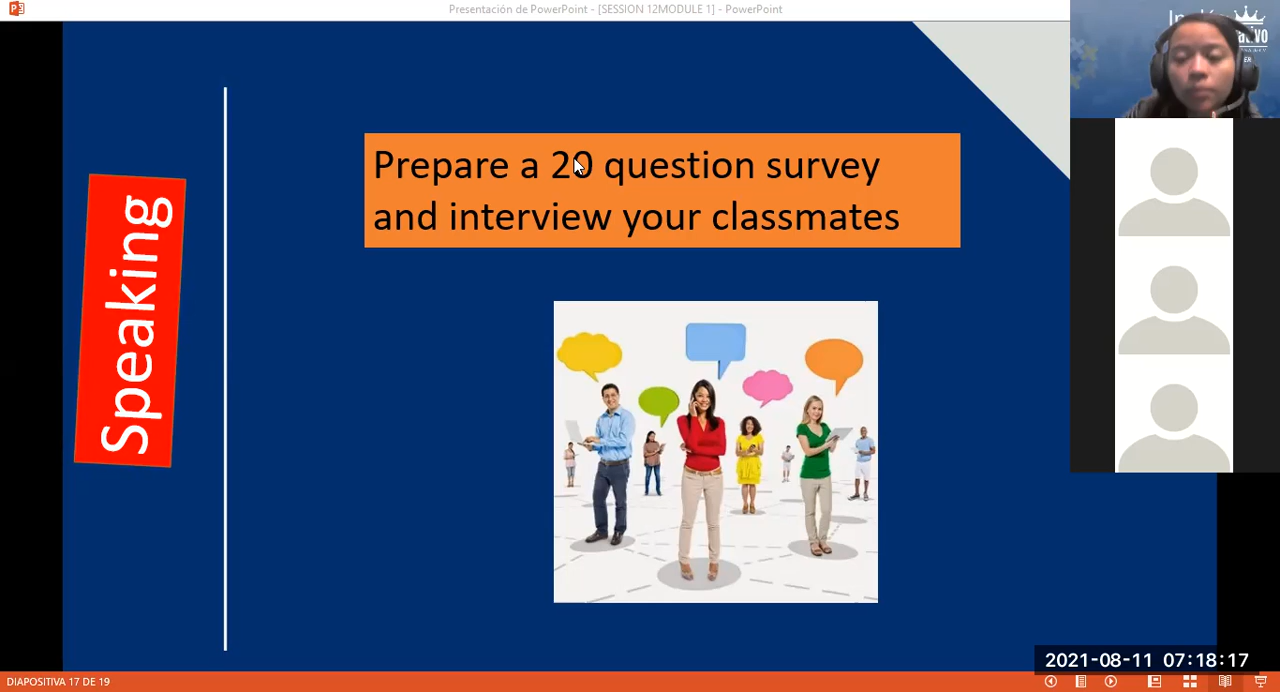 Presentación de PowerPoint - [SESSION 12MODULE 1] - PowerPoint
Prepare a 20 question survey
and interview your classmates
Speaking
2021-08-11 07:18:17
DIAPOSITIVA 17 DE 19